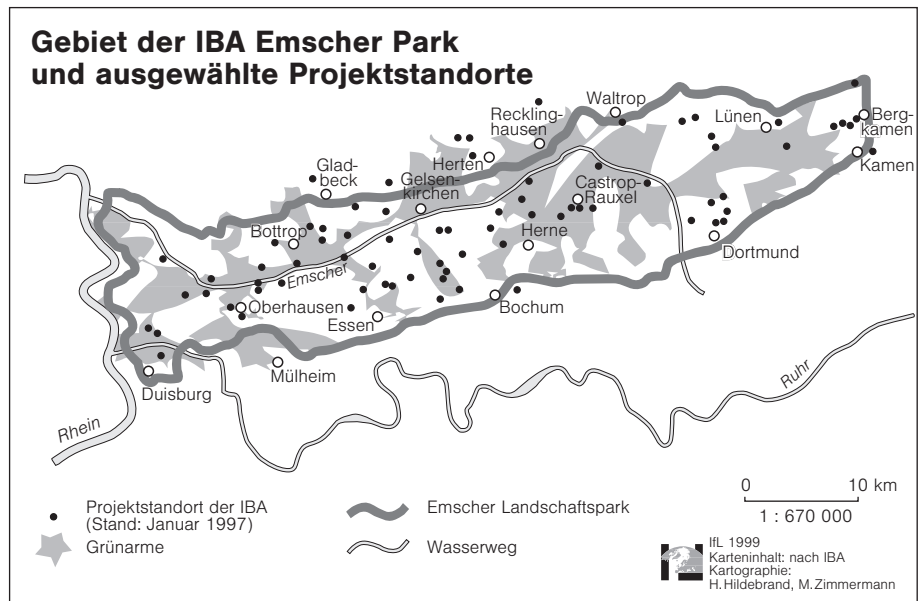 Gebiet der IBA Emscher Park
und ausgewählte Projektstandorte
Waltrop
Reckling-
hausen
Lünen
Berg-
kamen
Kamen
Herten
Glad-
beck
Gelsen-
kirchen
Castrop-
Rauxel
Bottrop
Herne
Dortmund
Emscher
Oberhausen
Bochum
Essen
Mülheim
Duisburg
Ruhr
Rhein
0 10 km
1 : 670 000
Projektstandort der IBA
(Stand: Januar 1997)
Grünarme
Emscher Landschaftspark
Wasserweg
IfL 1999
Karteninhalt: nach IBA
Kartographie:
H.Hildebrand, M.Zimmermann